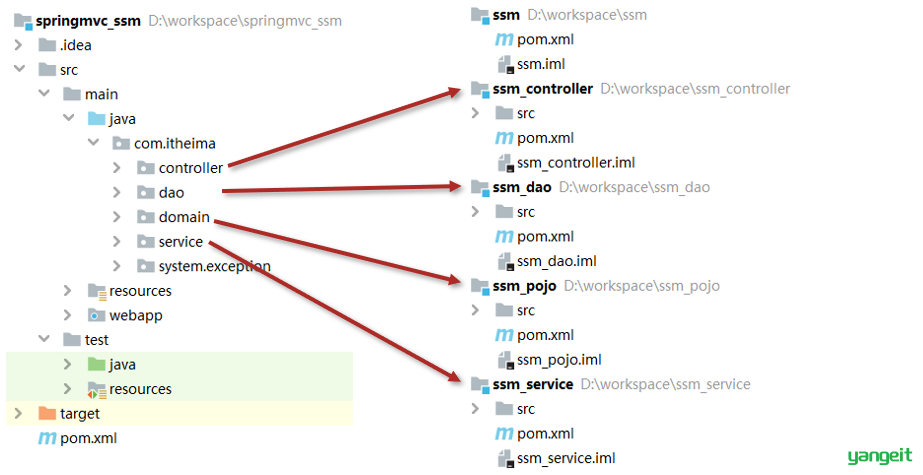 springmvc_ssm D:\workspace\springmvc_ssm
.idea
src
main
java
com.itheima
controller
dao
domain
service
system.exception
resources
webapp
test
java
resources
target
pom.xml
ssm D:\workspace\ssm
pom.xml
ssm.iml
ssm_controller D:\workspace\ssm_controller
src
pom.xml
ssm_controller.iml
ssm_dao D:\workspace\ssm_dao
src
pom.xml
ssm_dao.iml
ssm_pojo D:\workspace\ssm_pojo
src
pom.xml
ssm_pojo.iml
ssm_service D:\workspace\ssm_service
src
pom.xml
ssm_service.iml
yangeit